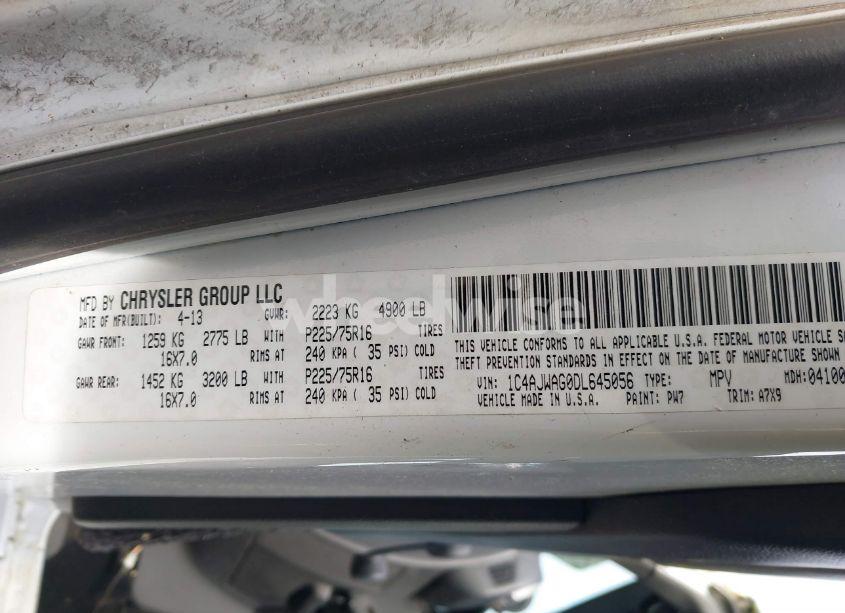 MFD BY CHRYSLER GROUP LLC
DATE OF MFR(BUILT): 4-13 GVWR: 2223 KG 4900 LB
GAWR FRONT: 1259 KG 2775 LB WITH P225/75R16 TIRES
16X7.0 RIMS AT 240 KPA ( 35 PSI) COLD
GAWR REAR: 1452 KG 3200 LB WITH P225/75R16 TIRES
16X7.0 RIMS AT 240 KPA ( 35 PSI) COLD
THIS VEHICLE CONFORMS TO ALL APPLICABLE U.S.A. FEDERAL MOTOR VEHICLE
THEFT PREVENTION STANDARDS IN EFFECT ON THE DATE OF MANUFACTURE SHOWN
VIN: 1C4AJWAG0DL645056 TYPE: MPV MDH:04100
VEHICLE MADE IN U.S.A. PAINT: PW7 TRIM: A7X9
wheelwise